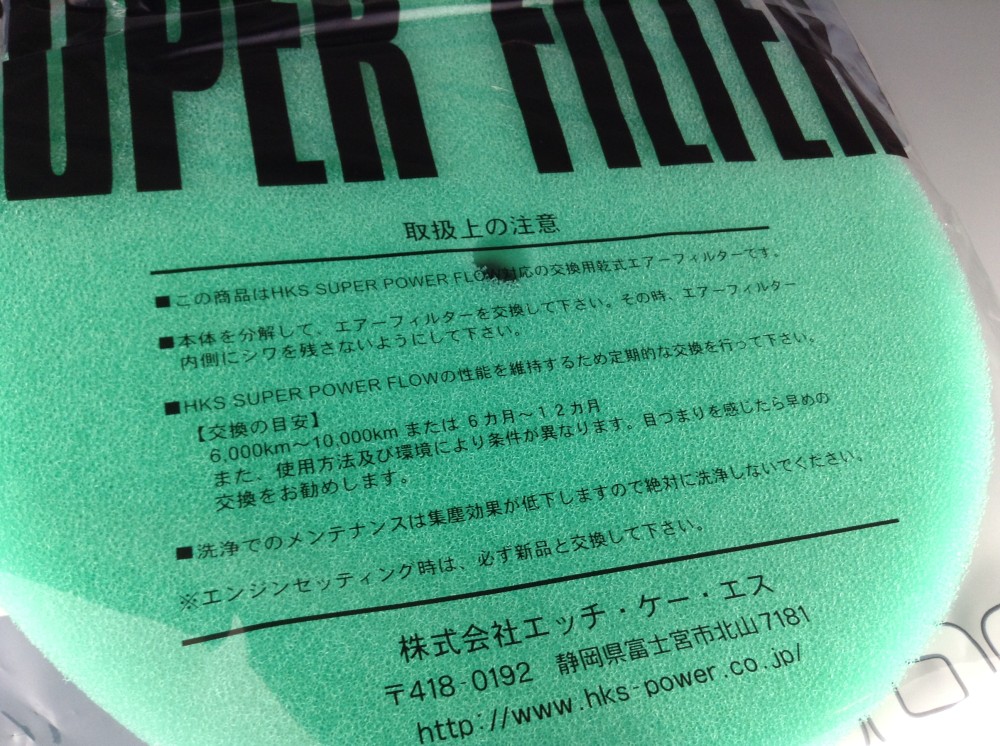 SUPER FILTER
取扱上の注意
■この商品はHKS SUPER POWER FLOW対応の交換用乾式エアーフィルターです。
■本体を分解して、エアーフィルターを交換して下さい。その時、エアーフィルター
内側にシワを残さないようにして下さい。
■HKS SUPER POWER FLOWの性能を維持するため定期的な交換を行って下さい。
【交換の目安】
6,000km～10,000km または 6カ月～12カ月
また、使用方法及び環境により条件が異なります。目つまりを感じたら早めの
交換をお勧めします。
■洗浄でのメンテナンスは集塵効果が低下しますので絶対に洗浄しないでください。
※エンジンセッティング時は、必ず新品と交換して下さい。
株式会社エッチ・ケー・エス
〒418-0192 静岡県富士宮市北山7181
http://www.hks-power.co.jp/